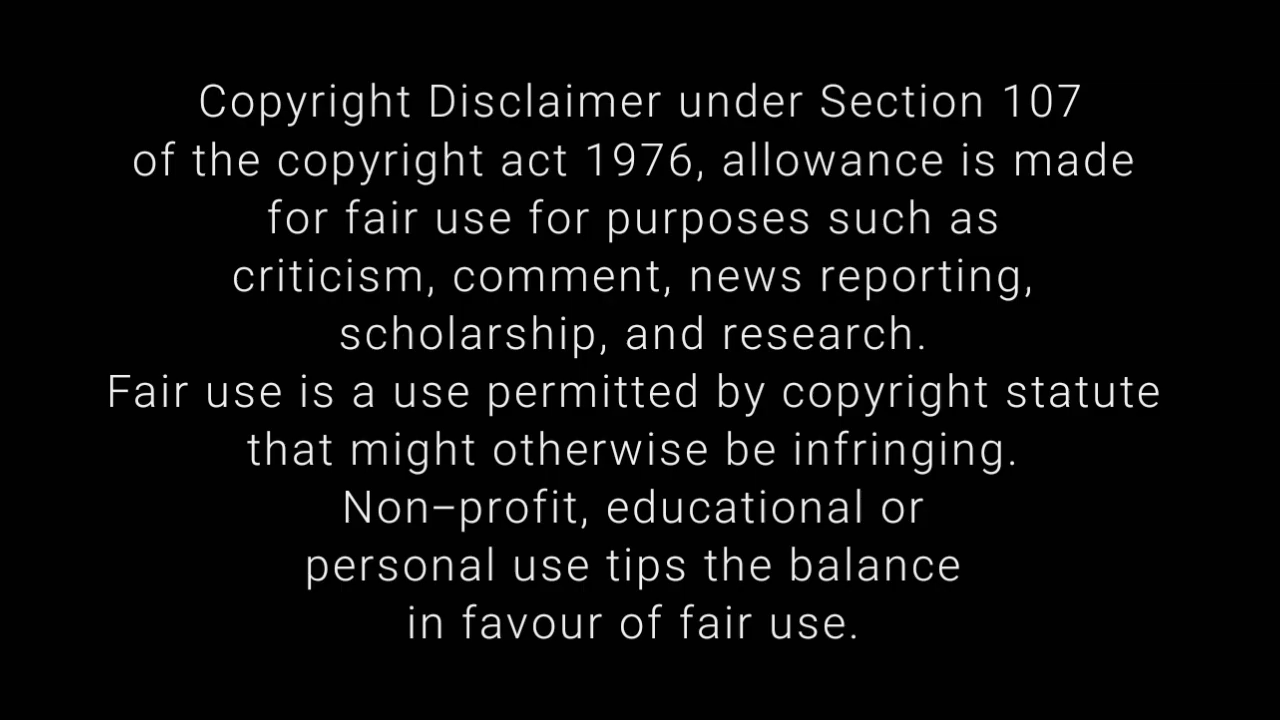 Copyright Disclaimer under Section 107
of the copyright act 1976, allowance is made
for fair use for purposes such as
criticism, comment, news reporting,
scholarship, and research.
Fair use is a use permitted by copyright statute
that might otherwise be infringing.
Non–profit, educational or
personal use tips the balance
in favour of fair use.